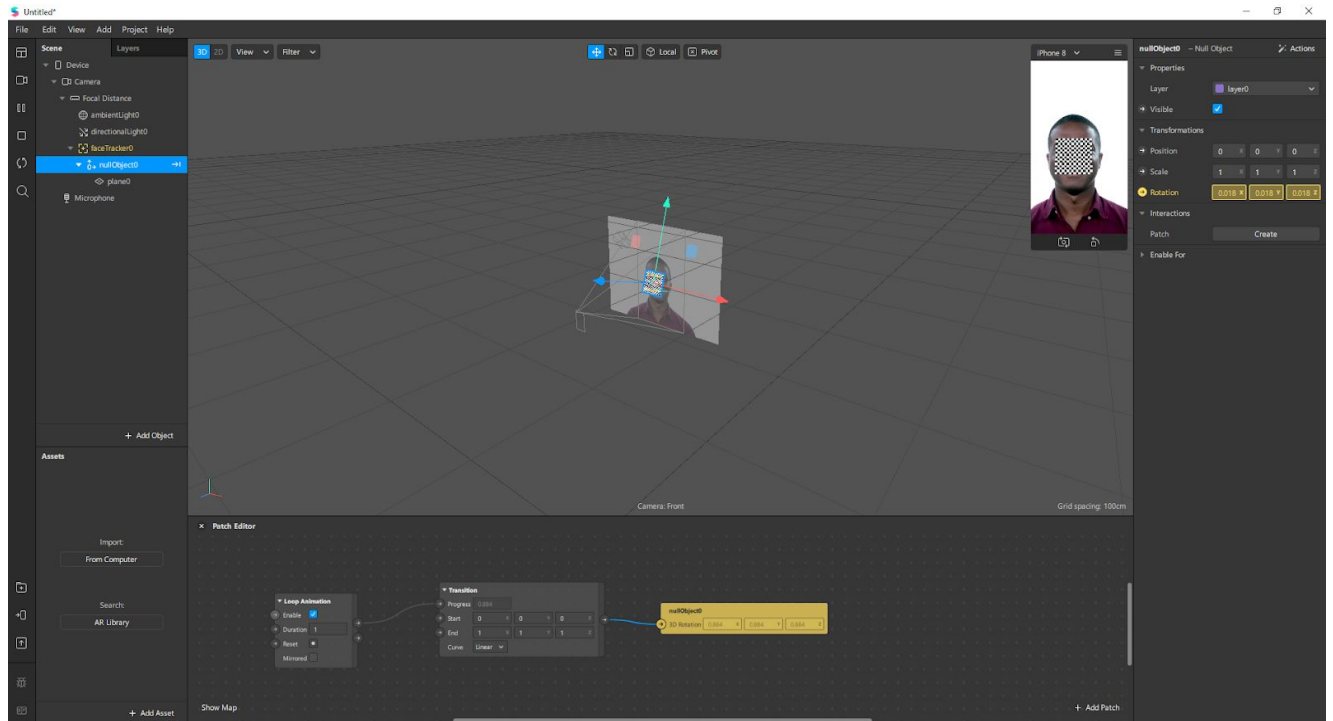 Untitled*
File Edit View Add Project Help
Scene Layers
Device
Camera
Focal Distance
ambientLight0
directionalLight0
faceTracker0
nullObject0
plane0
Microphone
+ Add Object
Assets
Import:
From Computer
Search:
AR Library
+ Add Asset
3D 2D View Filter
Local Pivot
Camera: Front
Grid spacing: 100cm
iPhone 8
nullObject0 – Null Object Actions
Properties
Layer layer0
Visible
Transformations
Position 0 X 0 Y 0 Z
Scale 1 X 1 Y 1 Z
Rotation 0.018 X 0.018 Y 0.018 Z
Interactions
Patch Create
Enable For
× Patch Editor
Loop Animation
Enable
Duration 1
Reset
Mirrored
Transition
Progress 0.884
Start 0 X 0 Y 0 Z
End 1 X 1 Y 1 Z
Curve Linear
nullObject0
3D Rotation 0.884 X 0.884 Y 0.884 Z
Show Map
+ Add Patch